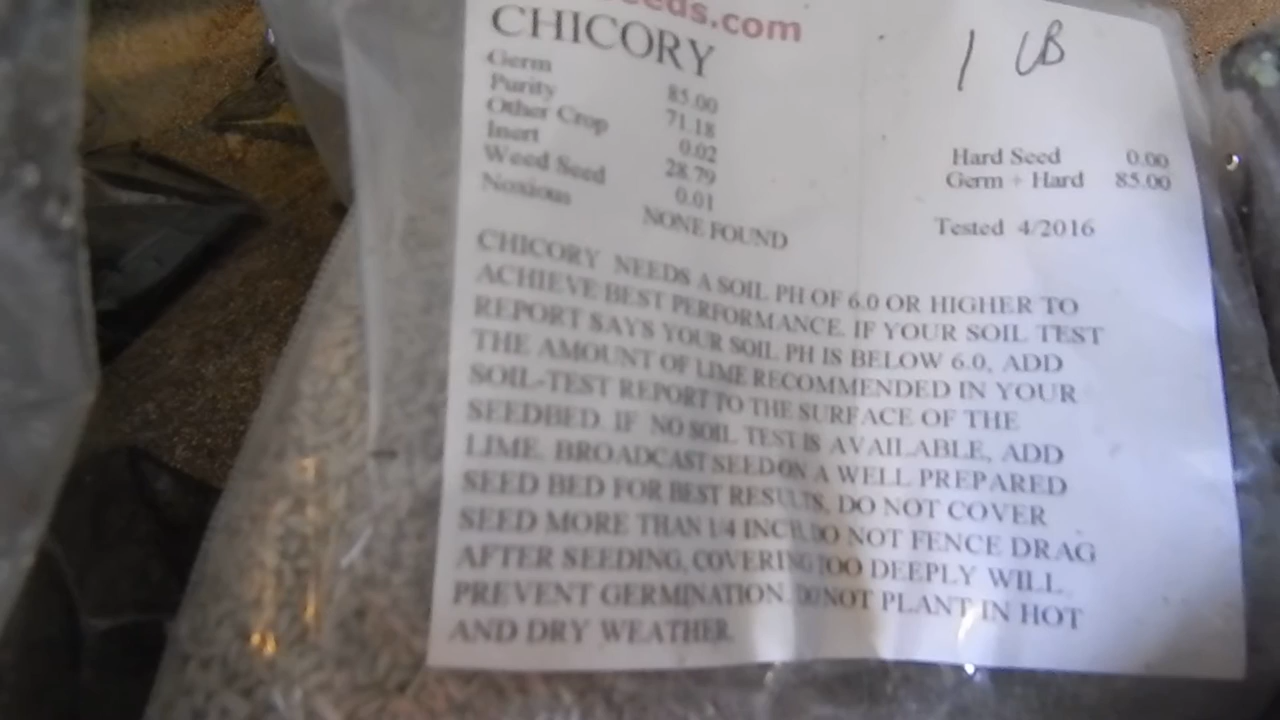 eds.com
CHICORY
1 LB
Germ 85.00
Purity 71.18
Other Crop 0.02
Inert 28.79
Weed Seed 0.01
Noxious NONE FOUND
Hard Seed 0.00
Germ + Hard 85.00
Tested 4/2016
CHICORY NEEDS A SOIL PH OF 6.0 OR HIGHER TO
ACHIEVE BEST PERFORMANCE. IF YOUR SOIL TEST
REPORT SAYS YOUR SOIL PH IS BELOW 6.0, ADD
THE AMOUNT OF LIME RECOMMENDED IN YOUR
SOIL-TEST REPORT TO THE SURFACE OF THE
SEEDBED. IF NO SOIL TEST IS AVAILABLE, ADD
LIME. BROADCAST SEED ON A WELL PREPARED
SEED BED FOR BEST RESULTS, DO NOT COVER
SEED MORE THAN 1/4 INCH. DO NOT FENCE DRAG
AFTER SEEDING, COVERING TOO DEEPLY WILL
PREVENT GERMINATION. DO NOT PLANT IN HOT
AND DRY WEATHER.